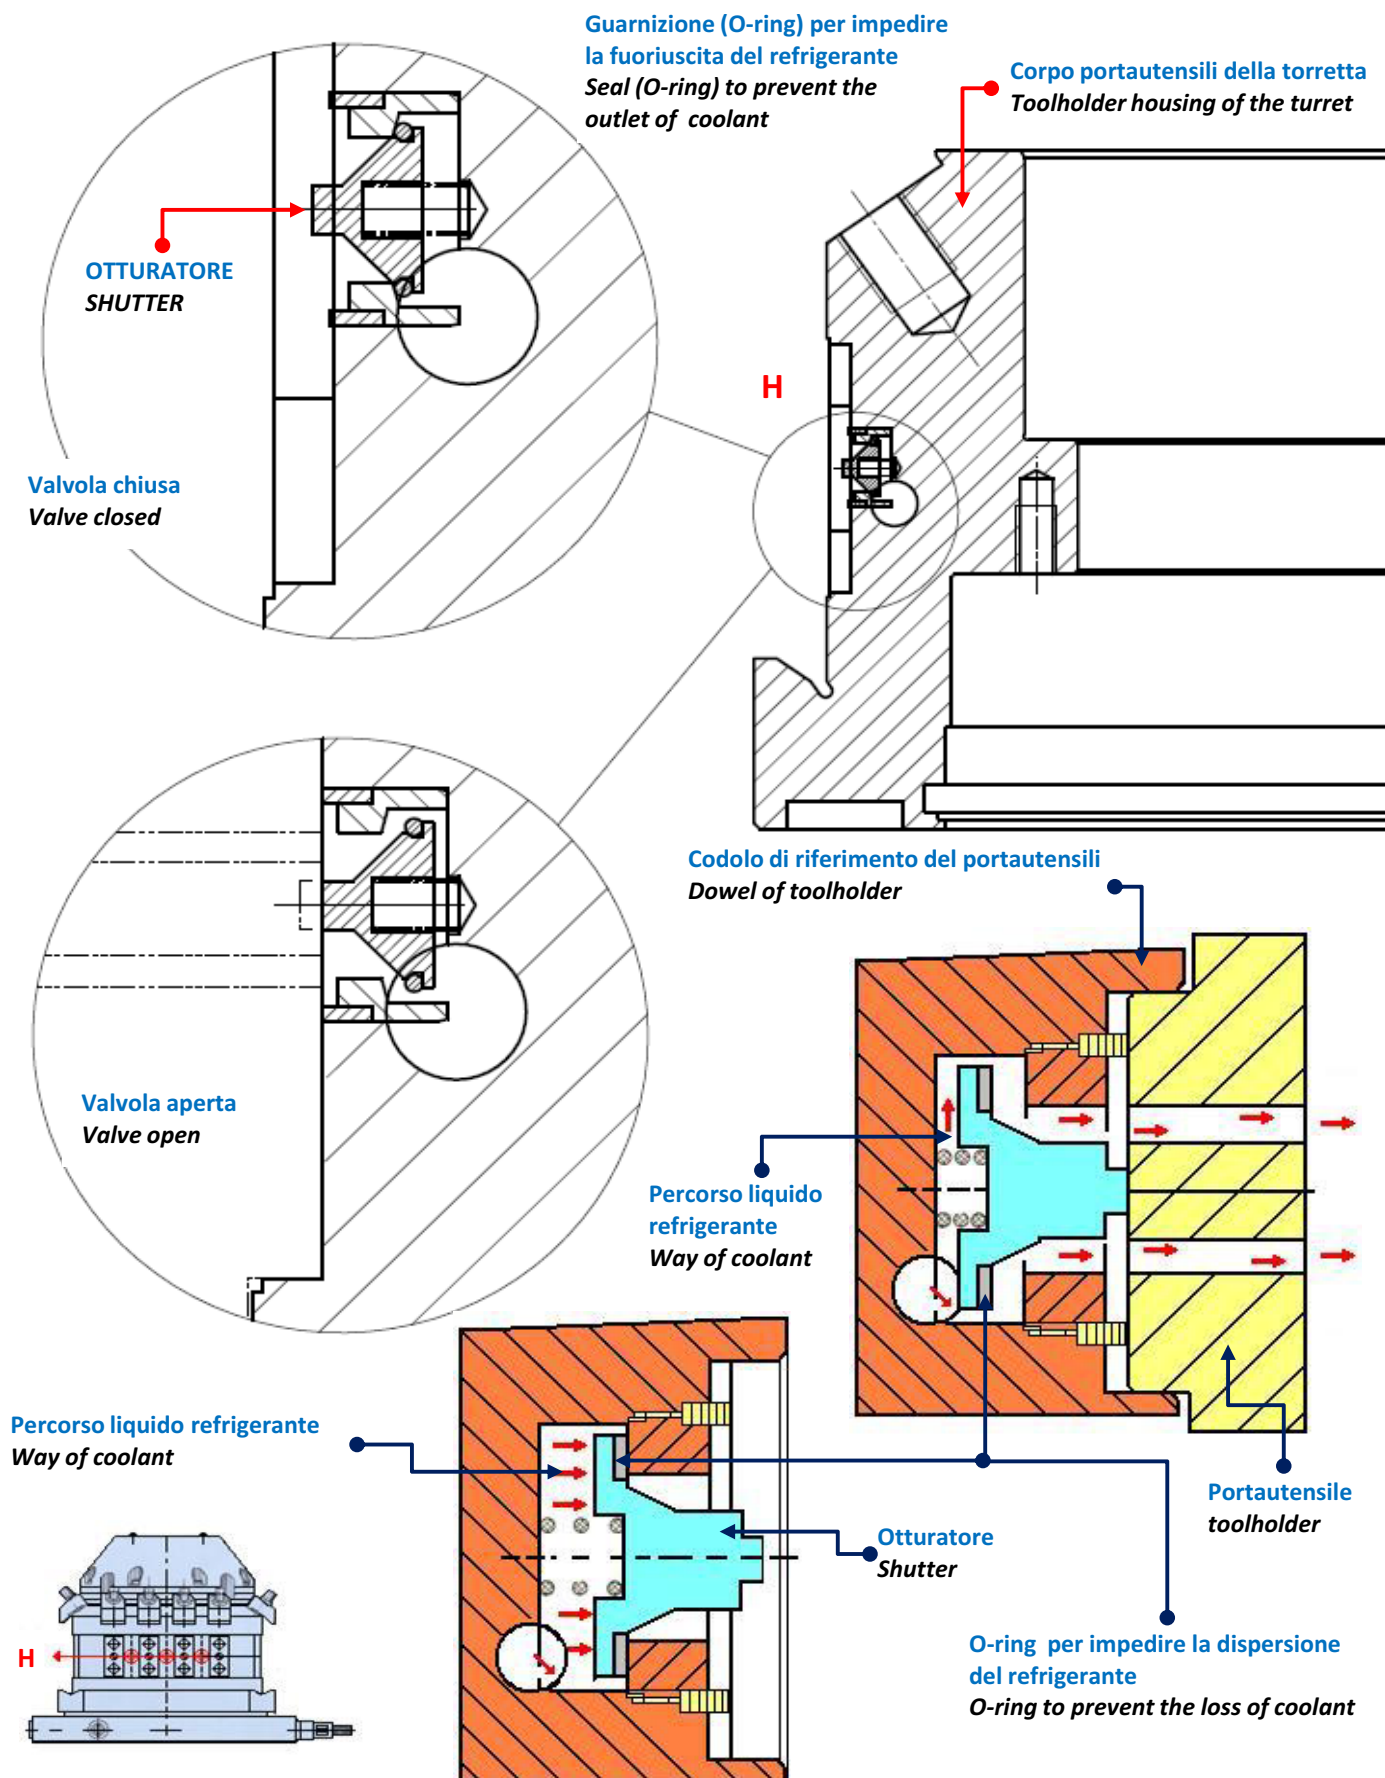 Guarnizione (O-ring) per impedire
la fuoriuscita del refrigerante
Seal (O-ring) to prevent the
outlet of coolant
Corpo portautensili della torretta
Toolholder housing of the turret
OTTURATORE
SHUTTER
H
Valvola chiusa
Valve closed
Codolo di riferimento del portautensili
Dowel of toolholder
Valvola aperta
Valve open
Percorso liquido
refrigerante
Way of coolant
Percorso liquido refrigerante
Way of coolant
Portautensile
toolholder
Otturatore
Shutter
O-ring per impedire la dispersione
del refrigerante
O-ring to prevent the loss of coolant
H